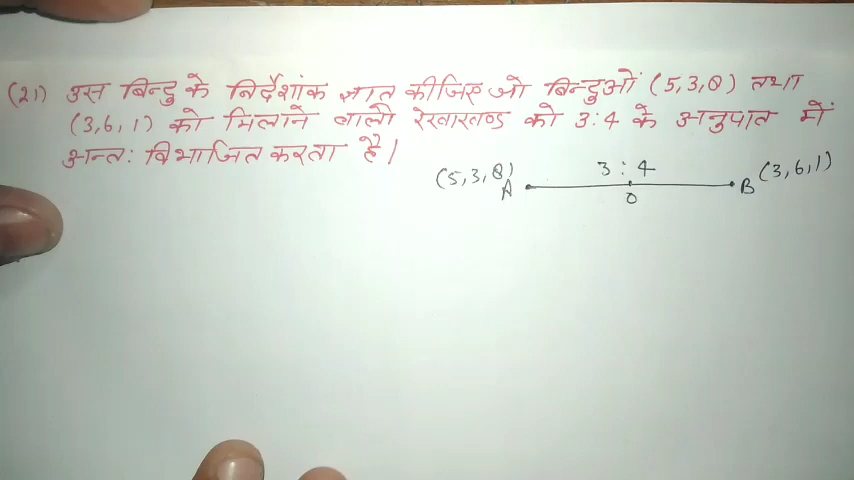 (21) उस बिन्दु के निर्देशांक ज्ञात कीजिए जो बिन्दुओं (5,3,8) तथा
(3,6,1) को मिलाने वाली रेखाखण्ड को 3:4 के अनुपात में
अन्तः विभाजित करता है।
(5,3,8) A 3:4 O B (3,6,1)